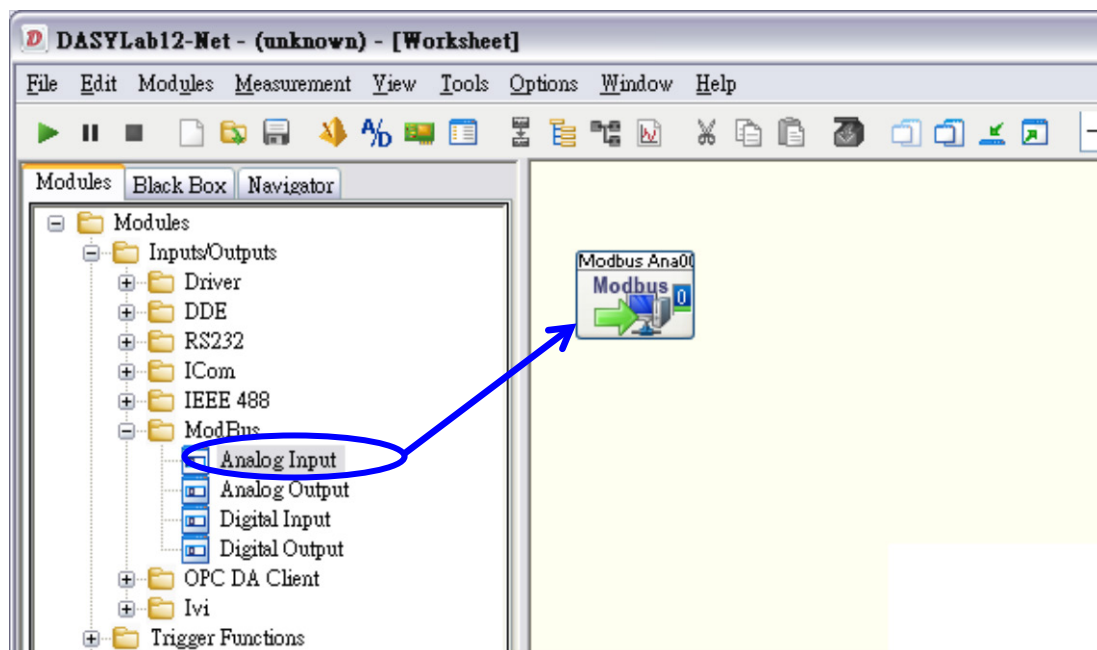 DASYLab12-Net - (unknown) - [Worksheet]
File Edit Modules Measurement View Tools Options Window Help
A/D
Modules Black Box Navigator
Modules
Inputs/Outputs
Driver
DDE
RS232
ICom
IEEE 488
ModBus
Analog Input
Analog Output
Digital Input
Digital Output
OPC DA Client
Ivi
Trigger Functions
Modbus Ana00
Modbus
0